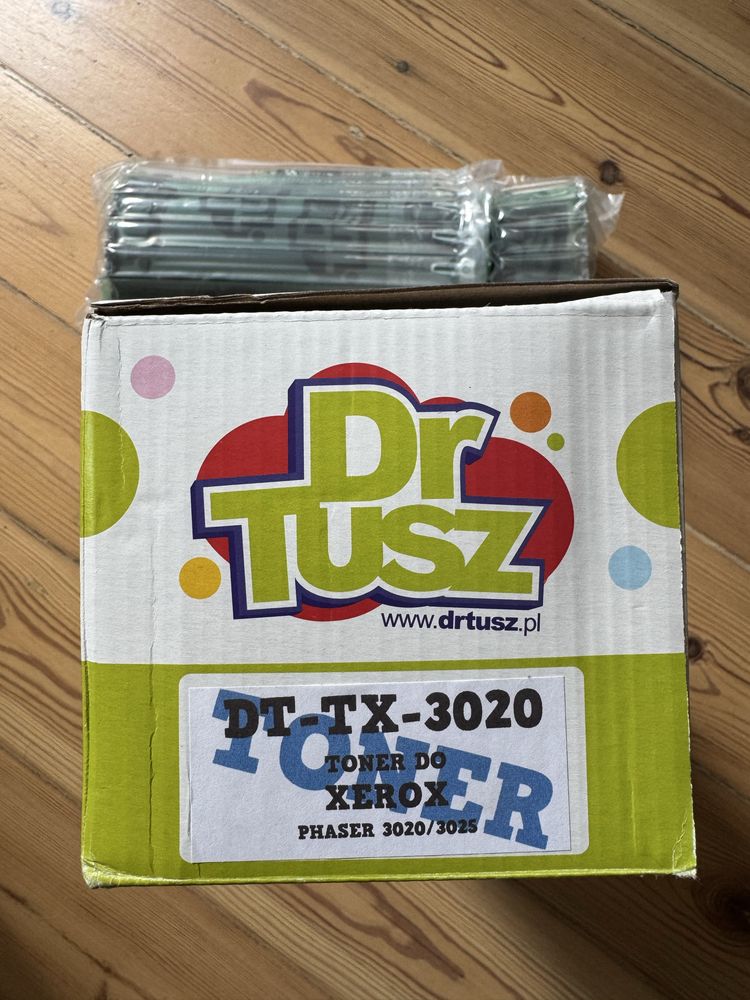 Dr
TUSZ
www.drtusz.pl
TONER
DT-TX-3020
TONER DO
XEROX
PHASER 3020/3025